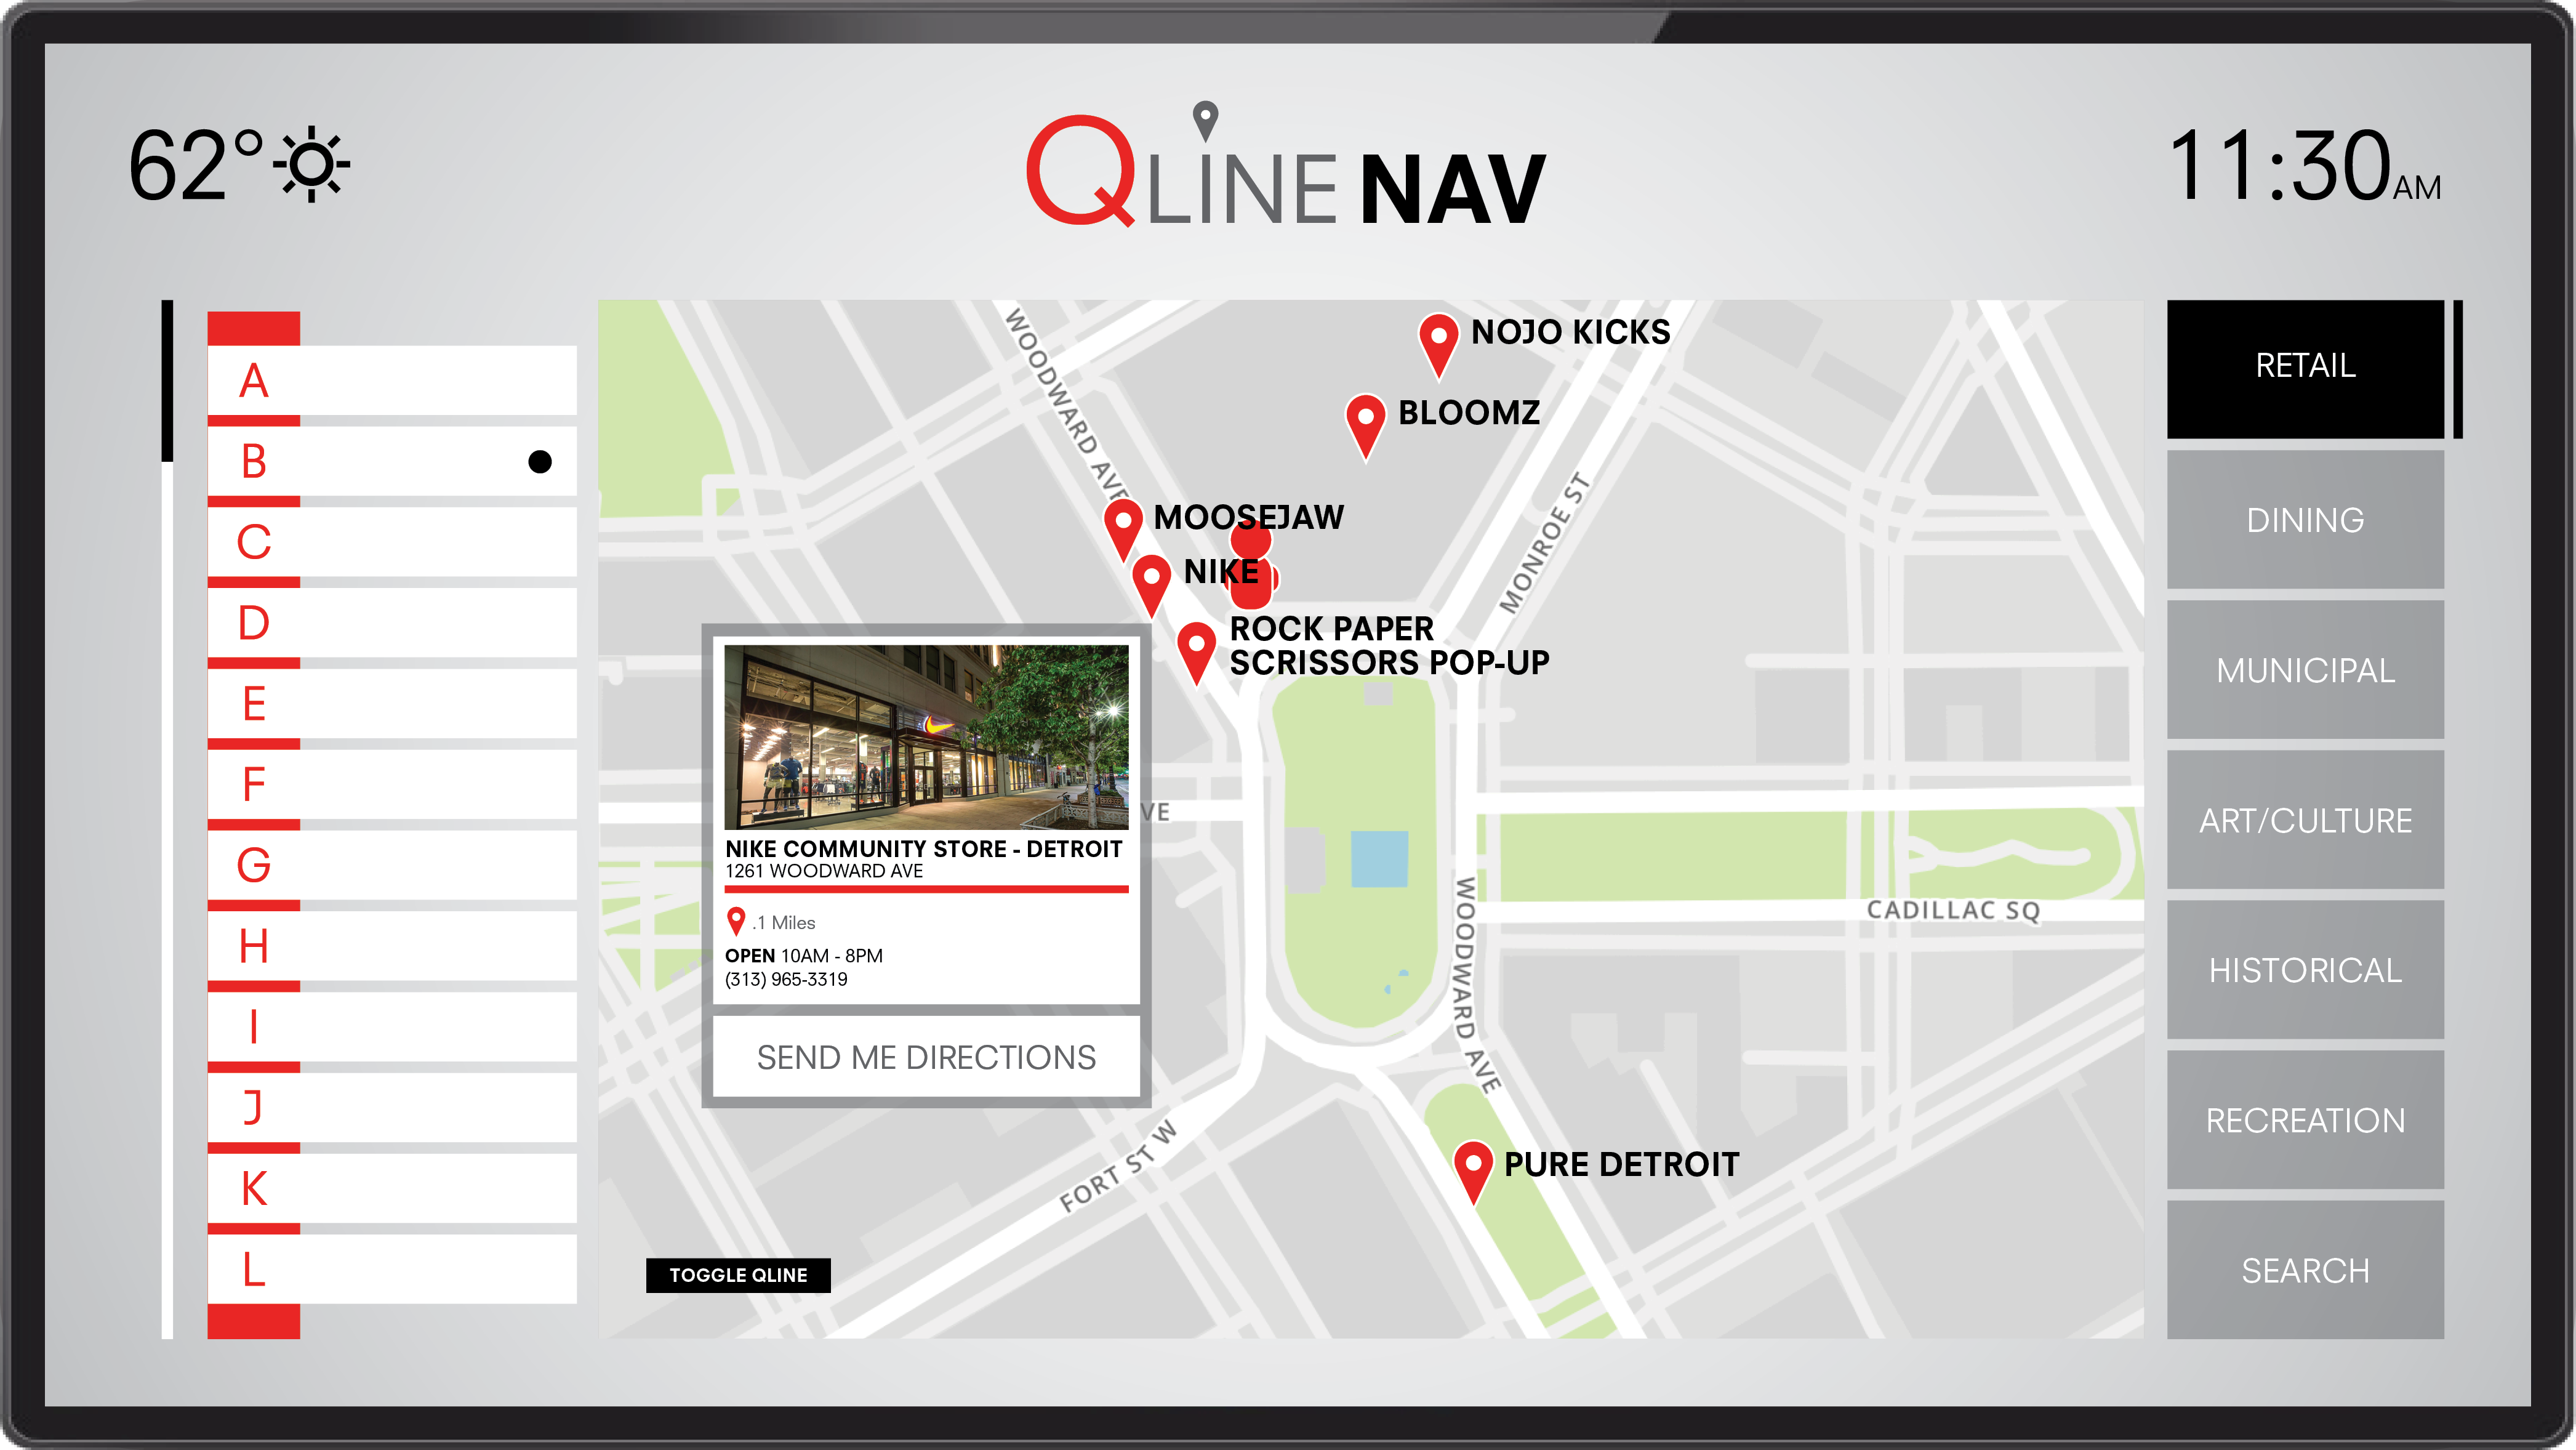 62°
QLINE NAV
11:30AM
A
B
C
D
E
F
G
H
I
J
K
L
WOODWARD AVE
NOJO KICKS
BLOOMZ
MOOSEJAW
NIKE
MONROE ST
ROCK PAPER
SCRISSORS POP-UP
VE
NIKE COMMUNITY STORE - DETROIT
1261 WOODWARD AVE
.1 Miles
OPEN 10AM - 8PM
(313) 965-3319
SEND ME DIRECTIONS
WOODWARD AVE
CADILLAC SQ
FORT ST W
PURE DETROIT
TOGGLE QLINE
RETAIL
DINING
MUNICIPAL
ART/CULTURE
HISTORICAL
RECREATION
SEARCH